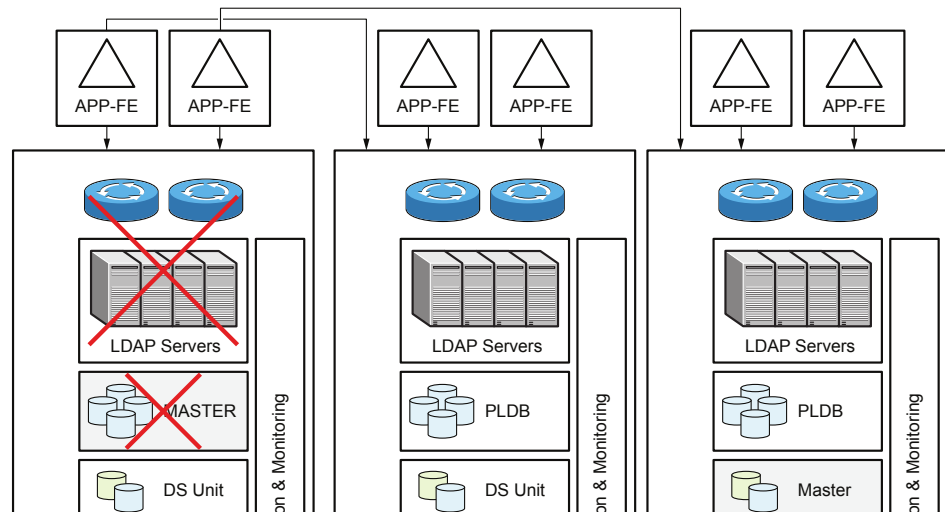 APP-FE APP-FE APP-FE APP-FE APP-FE APP-FE
LDAP Servers LDAP Servers LDAP Servers
MASTER PLDB PLDB
DS Unit DS Unit Master
on & Monitoring
on & Monitoring
on & Monitoring